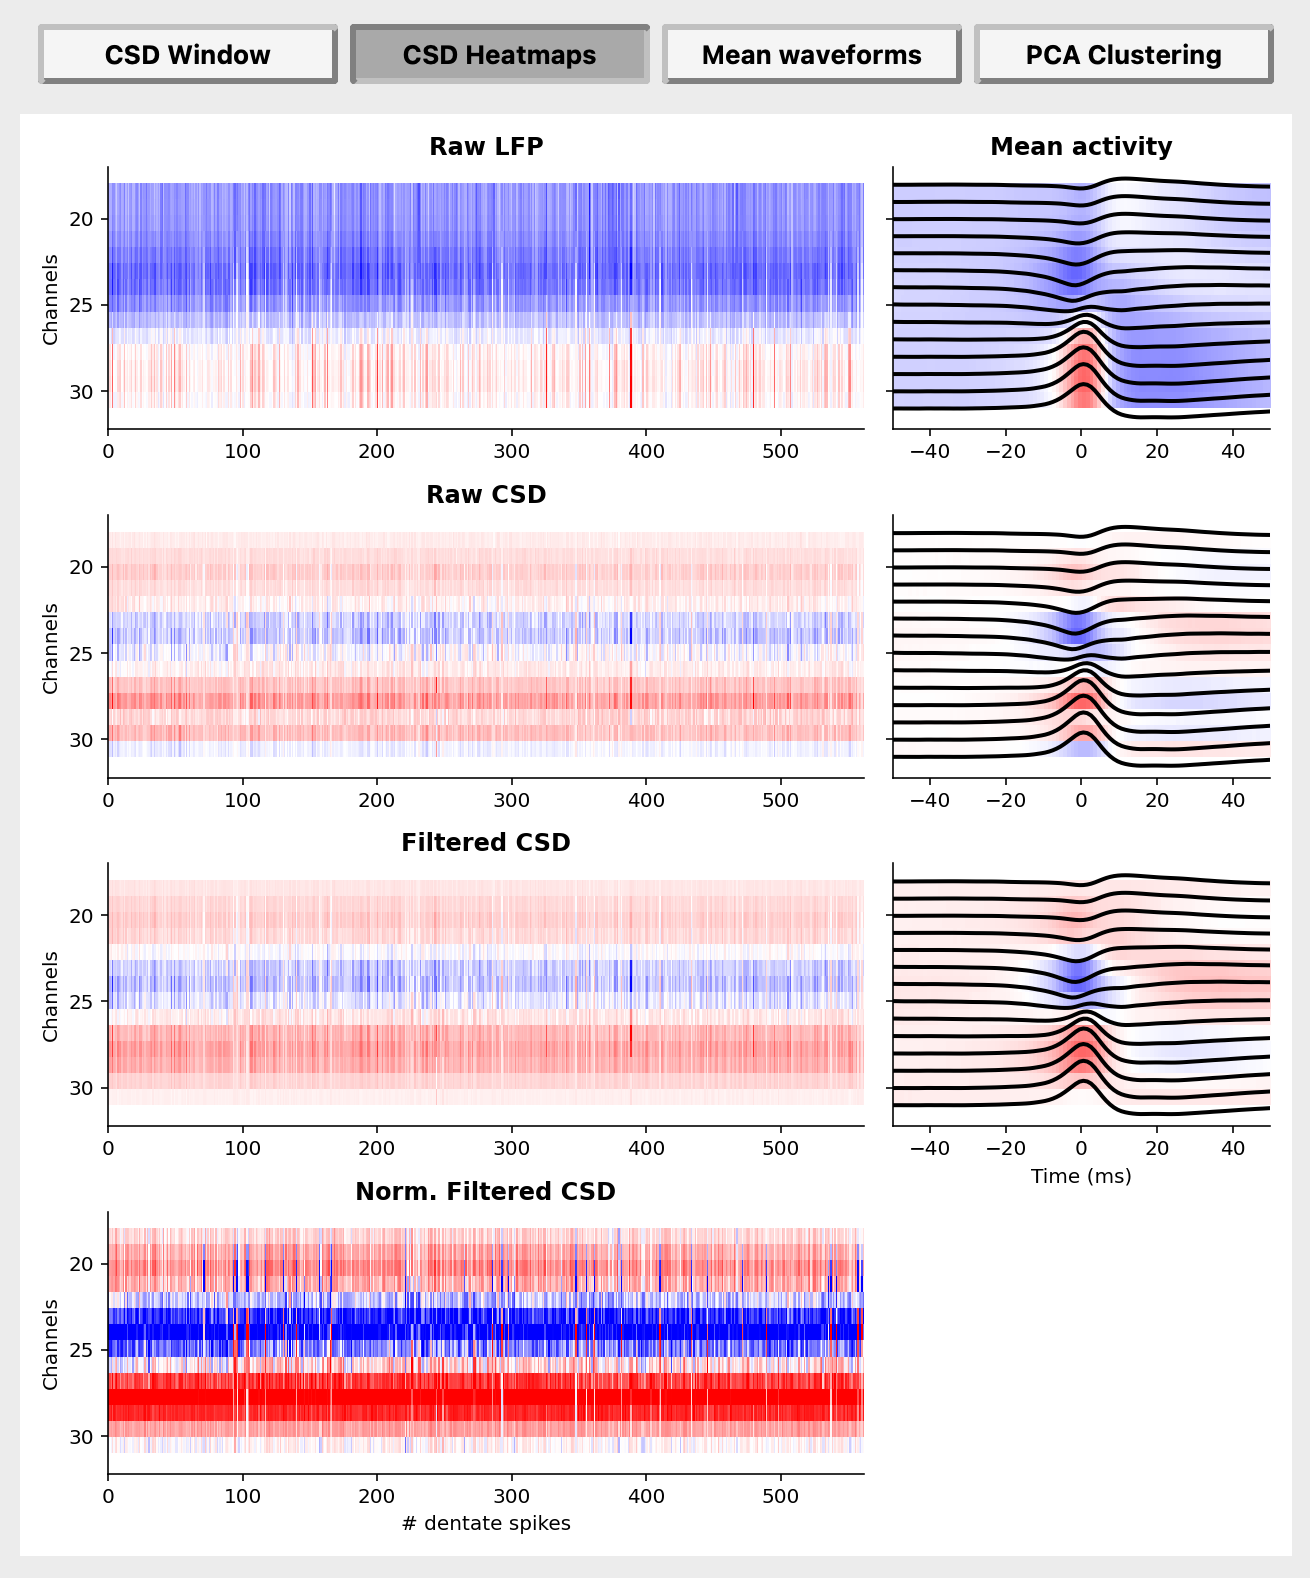 CSD Window CSD Heatmaps Mean waveforms PCA Clustering
Raw LFP Mean activity
Channels
20
25
30
0 100 200 300 400 500 −40 −20 0 20 40
Raw CSD
Channels
20
25
30
0 100 200 300 400 500 −40 −20 0 20 40
Filtered CSD
Channels
20
25
30
0 100 200 300 400 500 −40 −20 0 20 40
Time (ms)
Norm. Filtered CSD
Channels
20
25
30
0 100 200 300 400 500
# dentate spikes